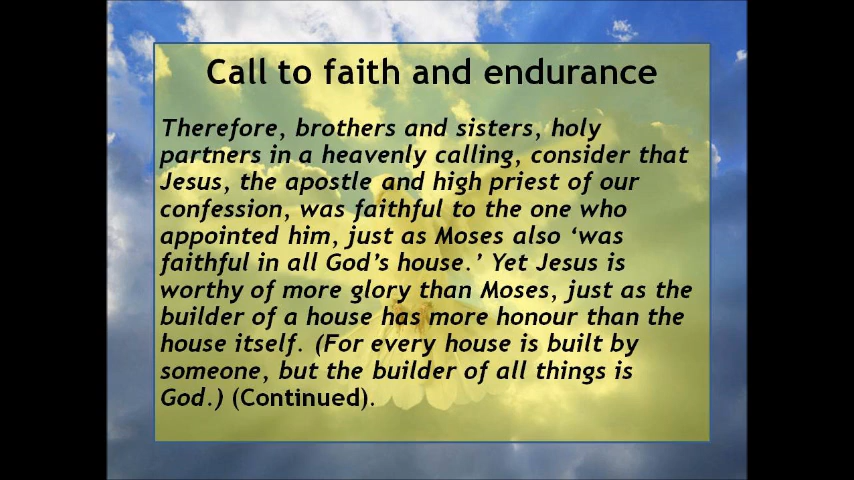 Call to faith and endurance
Therefore, brothers and sisters, holy
partners in a heavenly calling, consider that
Jesus, the apostle and high priest of our
confession, was faithful to the one who
appointed him, just as Moses also ‘was
faithful in all God’s house.’ Yet Jesus is
worthy of more glory than Moses, just as the
builder of a house has more honour than the
house itself. (For every house is built by
someone, but the builder of all things is
God.) (Continued).